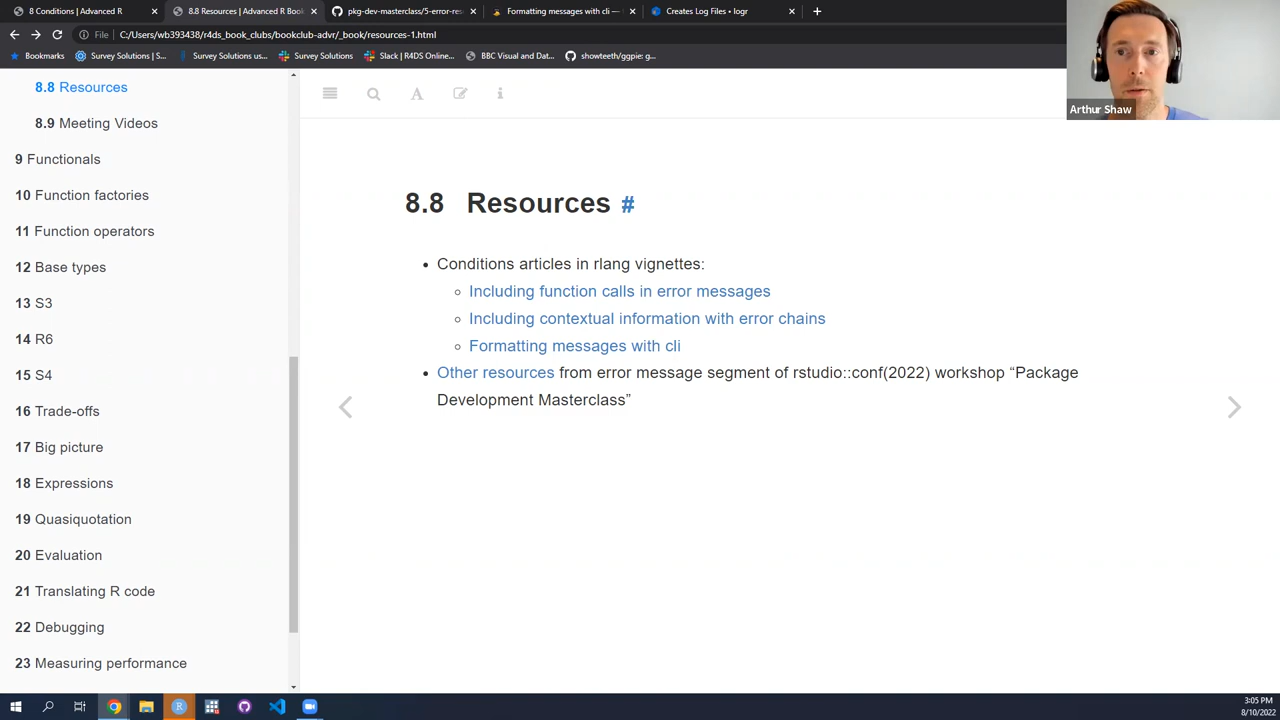 8 Conditions | Advanced R
8.8 Resources | Advanced R Book
pkg-dev-masterclass/5-error-res
Formatting messages with cli —
Creates Log Files • logr
File
C:/Users/wb393438/r4ds_book_clubs/bookclub-advr/_book/resources-1.html
Bookmarks
Survey Solutions | S...
Survey Solutions us...
Survey Solutions
Slack | R4DS Online...
BBC Visual and Dat...
showteeth/ggpie: g...
Arthur Shaw
8.8 Resources
8.9 Meeting Videos
9 Functionals
10 Function factories
11 Function operators
12 Base types
13 S3
14 R6
15 S4
16 Trade-offs
17 Big picture
18 Expressions
19 Quasiquotation
20 Evaluation
21 Translating R code
22 Debugging
23 Measuring performance
8.8 Resources #
• Conditions articles in rlang vignettes:
◦ Including function calls in error messages
◦ Including contextual information with error chains
◦ Formatting messages with cli
• Other resources from error message segment of rstudio::conf(2022) workshop “Package
Development Masterclass”
3:05 PM
8/10/2022